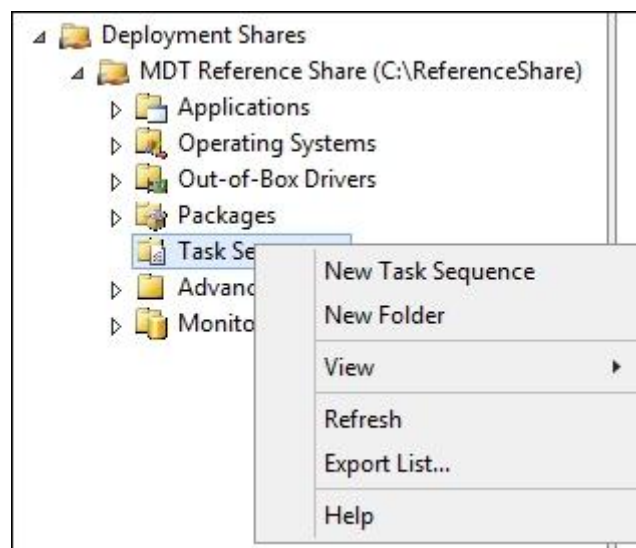 Deployment Shares
MDT Reference Share (C:\ReferenceShare)
Applications
Operating Systems
Out-of-Box Drivers
Packages
Task Se
Advanc
Monito
New Task Sequence
New Folder
View
Refresh
Export List...
Help